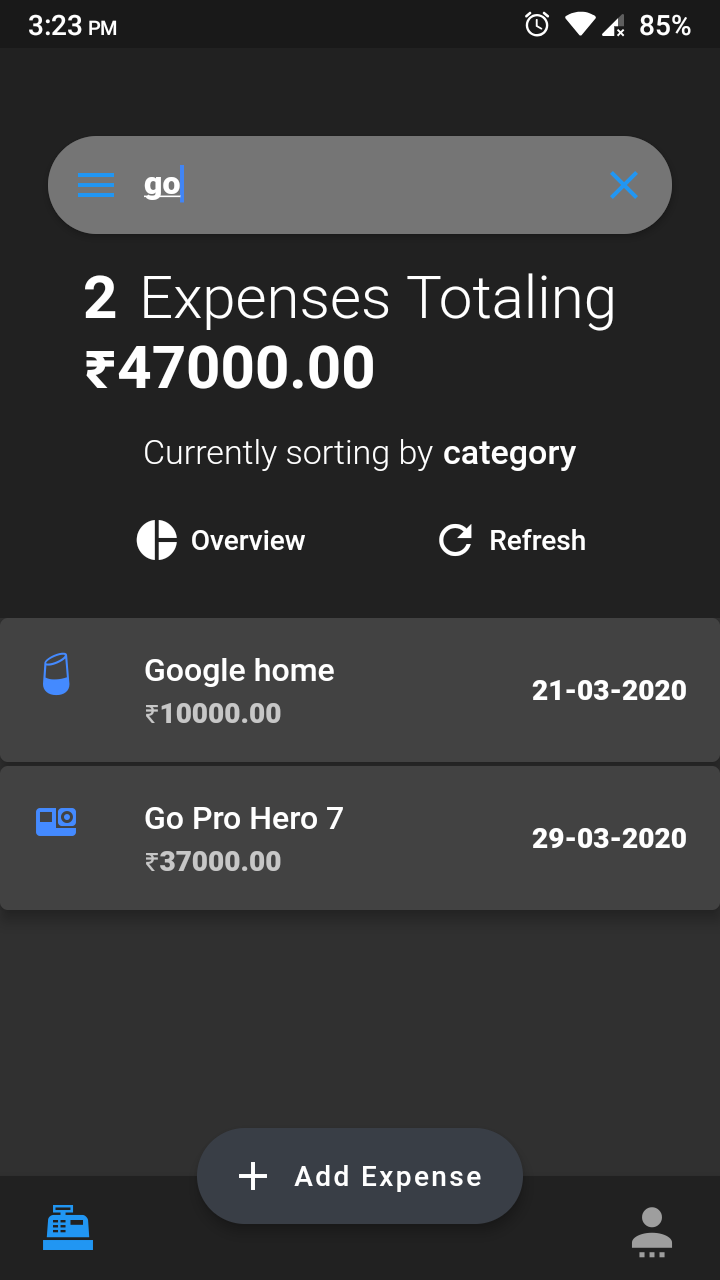 3:23 PM 85%
go
2 Expenses Totaling
₹47000.00
Currently sorting by category
Overview Refresh
Google home
₹10000.00
21-03-2020
Go Pro Hero 7
₹37000.00
29-03-2020
Add Expense